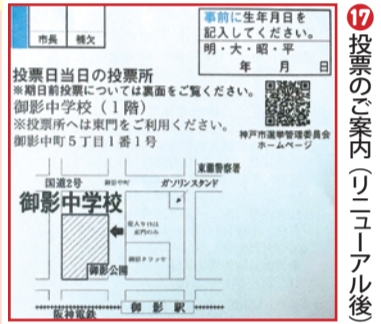 ⑰投票のご案内（リニューアル後）
市長 補欠
事前に生年月日を
記入してください。
明・大・昭・平
年 月 日
投票日当日の投票所
※期日前投票については裏面をご覧ください。
御影中学校（１階）
※投票所へは東門をご利用ください。
御影中町５丁目１番１号
神戸市選挙管理委員会
ホームページ
東灘警察署
国道2号
御影中町
ガソリンスタンド
御影中学校
御影公園
阪神電鉄
御影駅